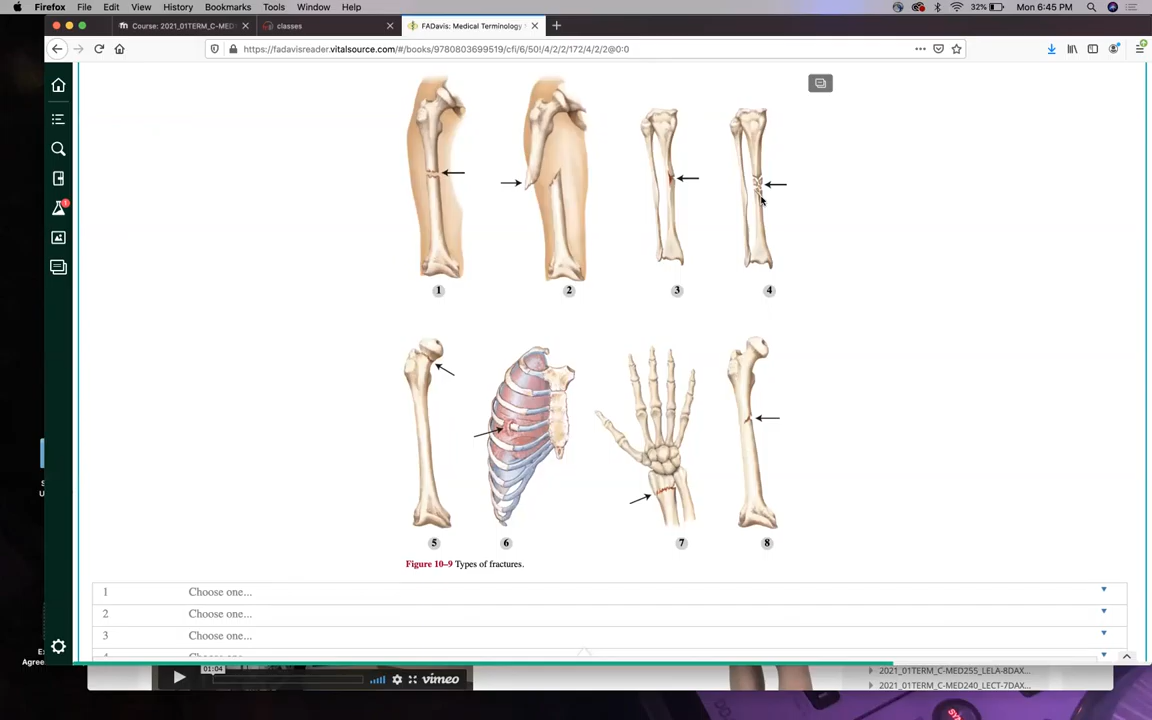 Firefox File Edit View History Bookmarks Tools Window Help 32% Mon 6:45 PM
Course: 2021_01TERM_C-MED classes FADavis: Medical Terminology
https://fadavisreader.vitalsource.com/#/books/9780803699519/cfi/6/50!/4/2/2/172/4/2/2@0:0
1 2 3 4
5 6 7 8
Figure 10–9 Types of fractures.
1 Choose one...
2 Choose one...
3 Choose one...
01:04
vimeo
2021_01TERM_C-MED255_LELA-8DAX...
2021_01TERM_C-MED240_LECT-7DAX...